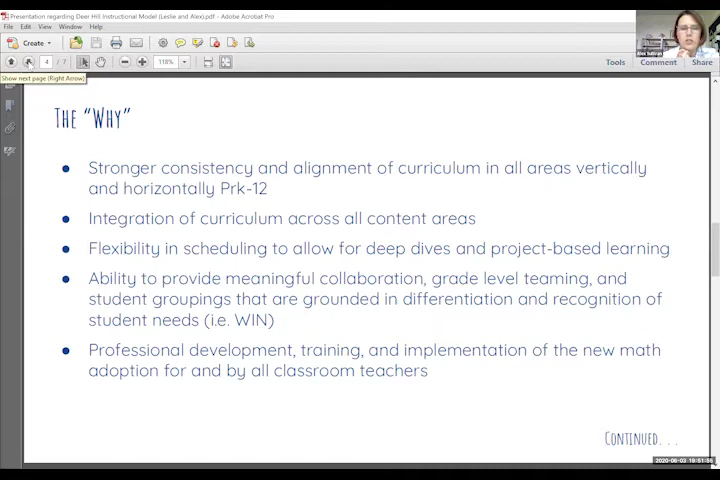 Presentation regarding Deer Hill Instructional Model (Leslie and Alex).pdf - Adobe Acrobat Pro
File Edit View Window Help
Create
4 / 7 118%
Tools Comment Share
Show next page (Right Arrow)
The “Why”
● Stronger consistency and alignment of curriculum in all areas vertically
and horizontally Prk-12
● Integration of curriculum across all content areas
● Flexibility in scheduling to allow for deep dives and project-based learning
● Ability to provide meaningful collaboration, grade level teaming, and
student groupings that are grounded in differentiation and recognition of
student needs (i.e. WIN)
● Professional development, training, and implementation of the new math
adoption for and by all classroom teachers
Continued. . .
2020-06-03 19:51:86